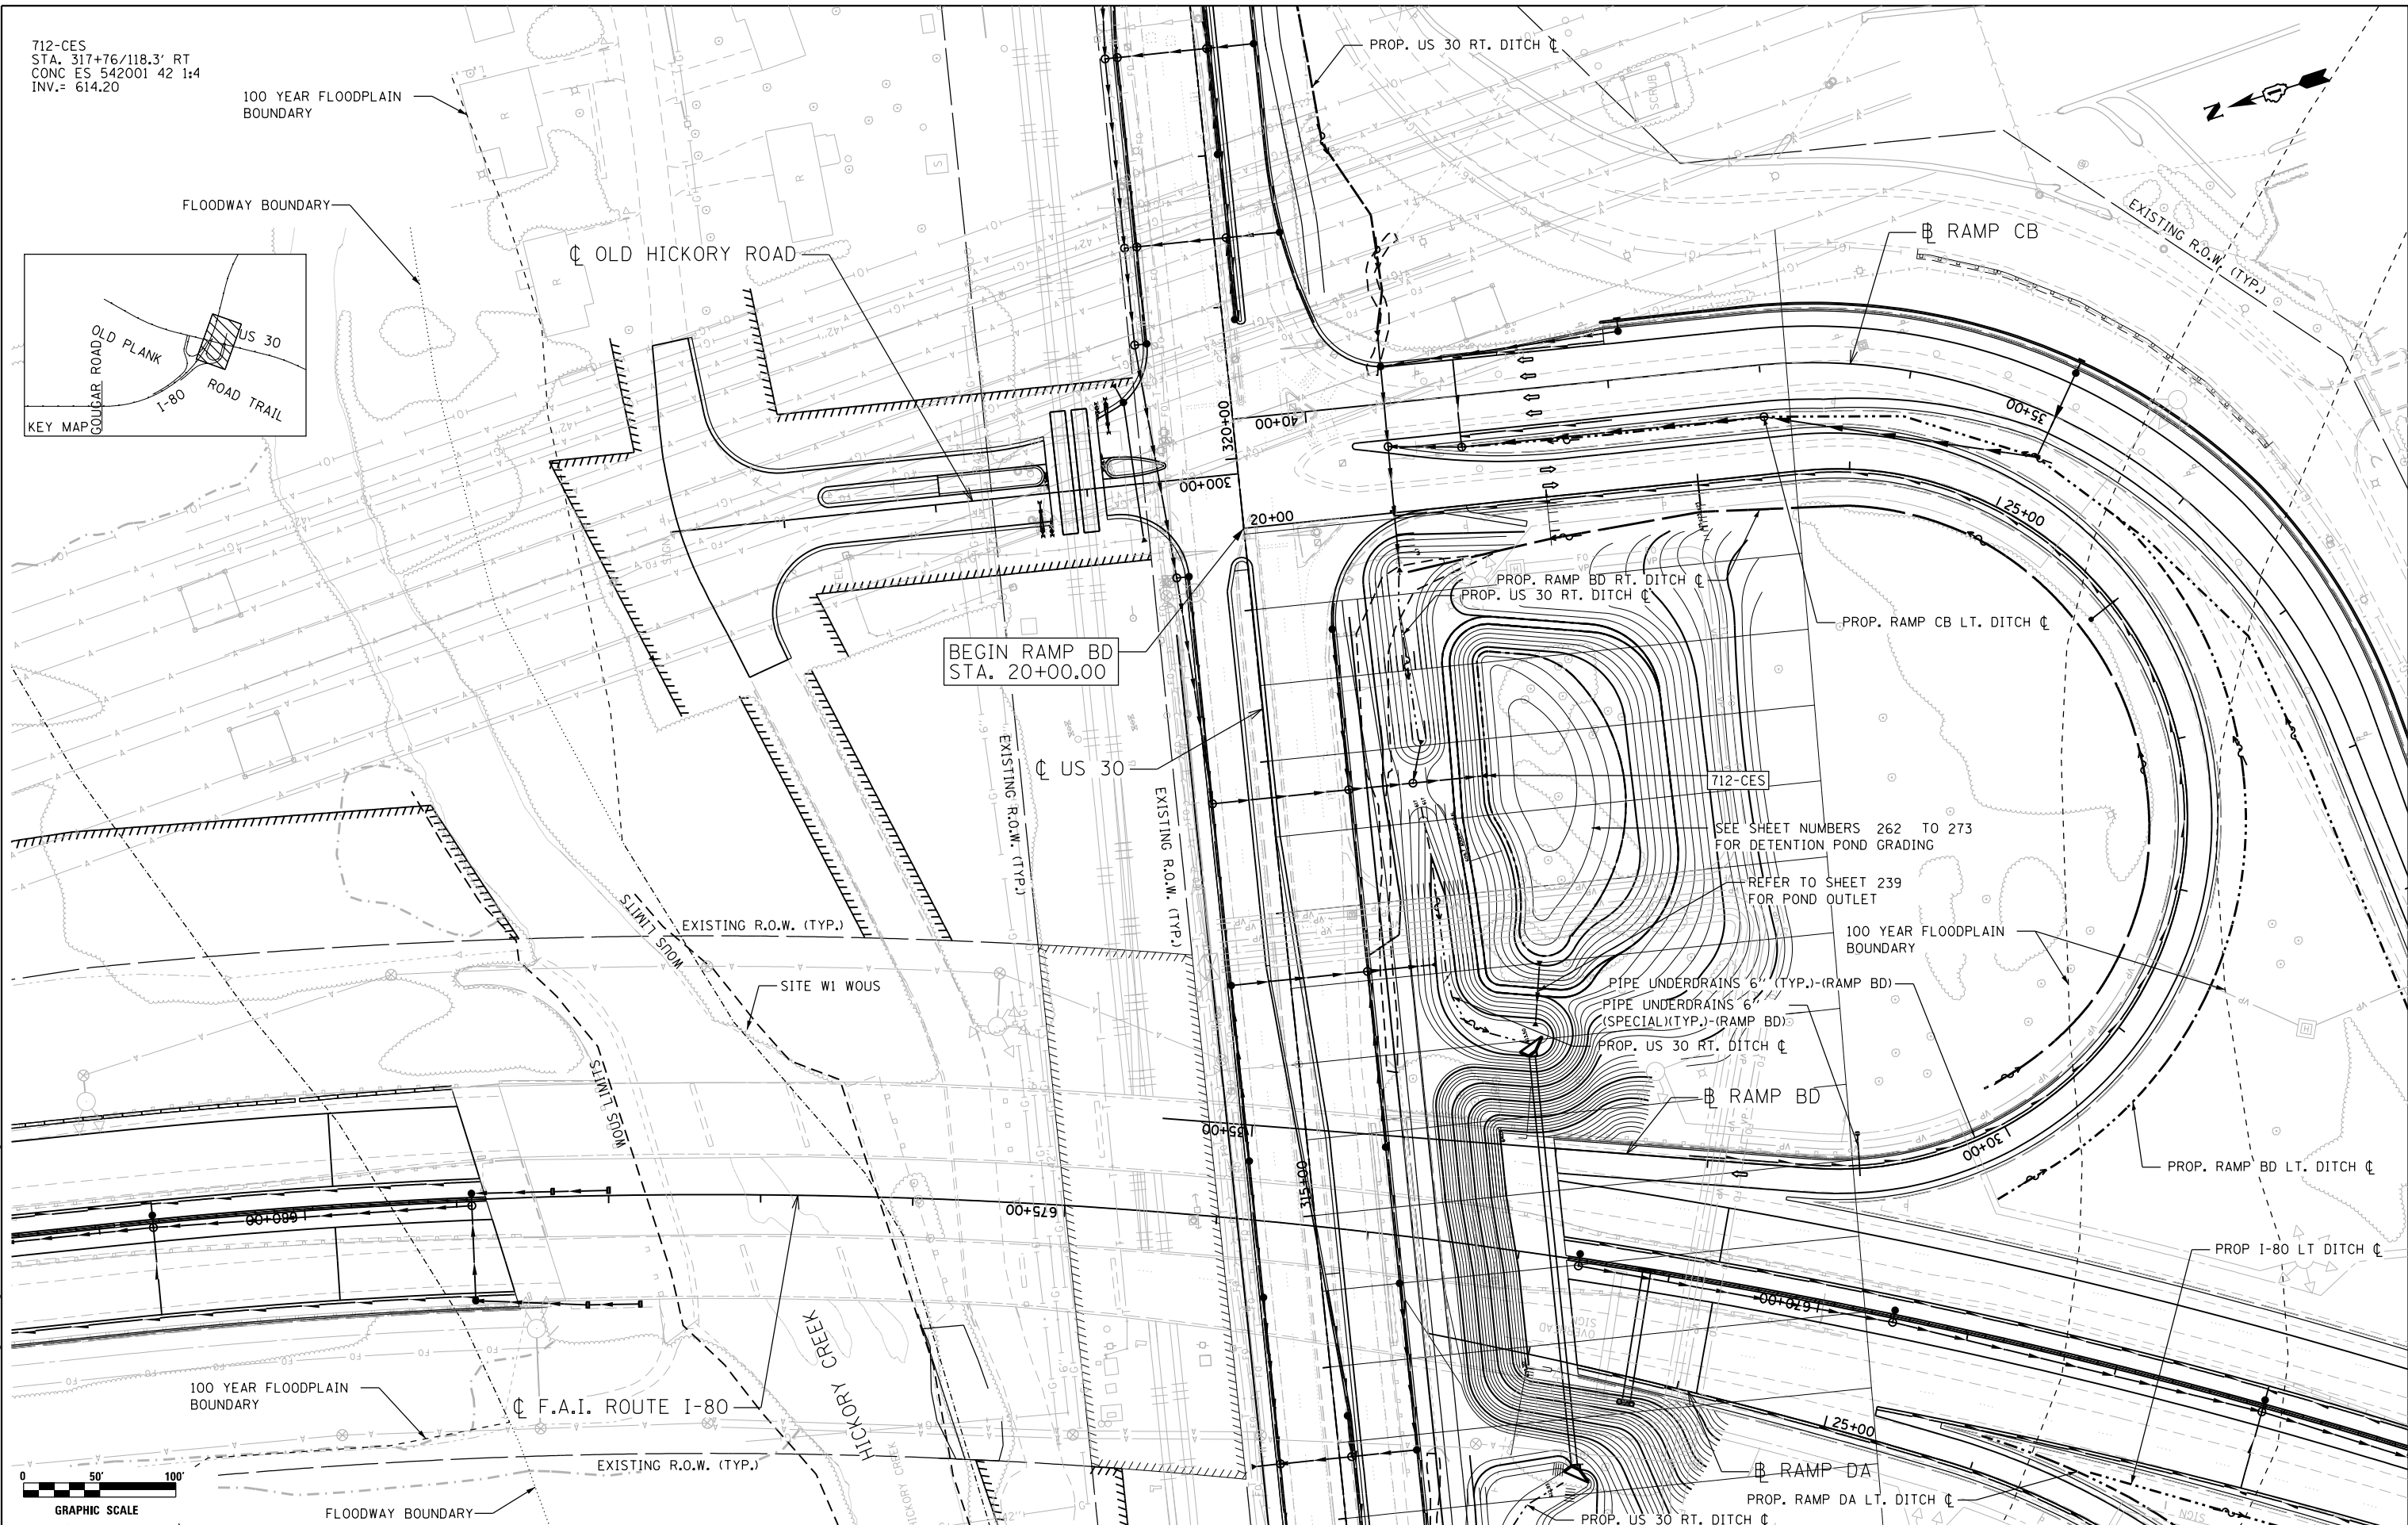 712-CES
STA. 317+76/118.3' RT
CONC ES 542001 42 1:4
INV.= 614.20
100 YEAR FLOODPLAIN
BOUNDARY
FLOODWAY BOUNDARY
℄ OLD HICKORY ROAD
PROP. US 30 RT. DITCH ℄
SCRUB
N
EXISTING R.O.W. (TYP.)
RAMP CB
OLD PLANK
US 30
GOUGAR ROAD
ROAD TRAIL
I-80
KEY MAP
R
R
R
S
320+00
40+00
35+00
300+00
20+00
25+00
BEGIN RAMP BD
STA. 20+00.00
PROP. RAMP BD RT. DITCH ℄
PROP. US 30 RT. DITCH ℄
PROP. RAMP CB LT. DITCH ℄
℄ US 30
EXISTING R.O.W. (TYP.)
EXISTING R.O.W. (TYP.)
712-CES
SEE SHEET NUMBERS 262 TO 273
FOR DETENTION POND GRADING
REFER TO SHEET 239
FOR POND OUTLET
100 YEAR FLOODPLAIN
BOUNDARY
WOUS LIMITS
EXISTING R.O.W. (TYP.)
SITE W1 WOUS
PIPE UNDERDRAINS 6" (TYP.)-(RAMP BD)
PIPE UNDERDRAINS 6"
(SPECIAL)(TYP.)-(RAMP BD)
PROP. US 30 RT. DITCH ℄
WOUS LIMITS
RAMP BD
35+00
30+00
PROP. RAMP BD LT. DITCH ℄
315+00
680+00
675+00
PROP I-80 LT DITCH ℄
670+00
OVERHEAD
SIGN
HICKORY CREEK
100 YEAR FLOODPLAIN
BOUNDARY
℄ F.A.I. ROUTE I-80
25+00
HICKORY CREEK
EXISTING R.O.W. (TYP.)
RAMP DA
PROP. RAMP DA LT. DITCH ℄
0 50' 100'
GRAPHIC SCALE
FLOODWAY BOUNDARY
PROP. US 30 RT. DITCH ℄
SIGN